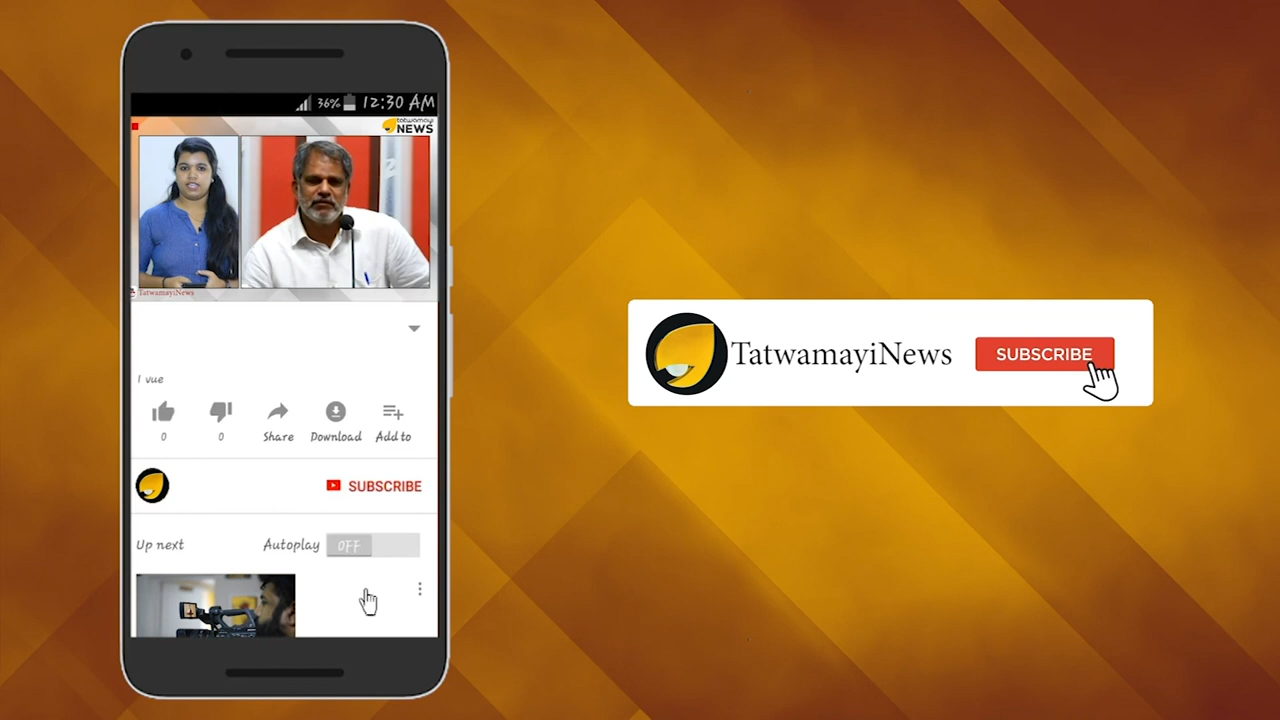 36% 12:30 AM
tatwamayi
NEWS
TatwamayiNews
1 vue
0 0 Share Download Add to
SUBSCRIBE
Up next Autoplay OFF
TatwamayiNews SUBSCRIBE